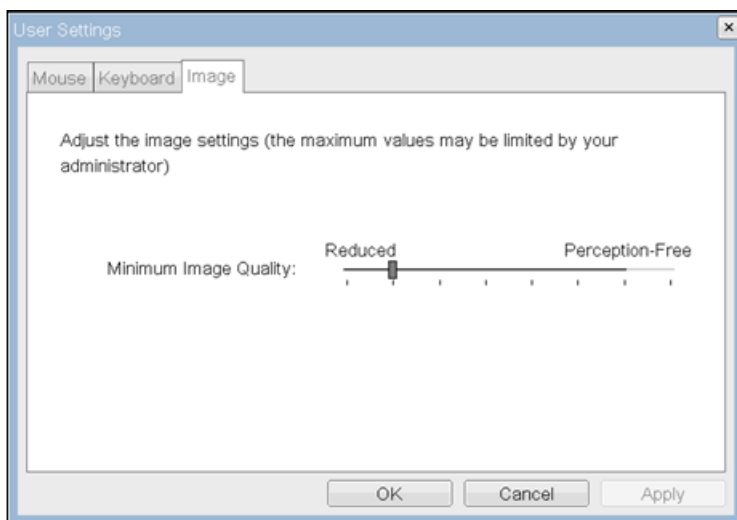 User Settings
Mouse Keyboard Image
Adjust the image settings (the maximum values may be limited by your
administrator)
Reduced Perception-Free
Minimum Image Quality:
OK Cancel Apply